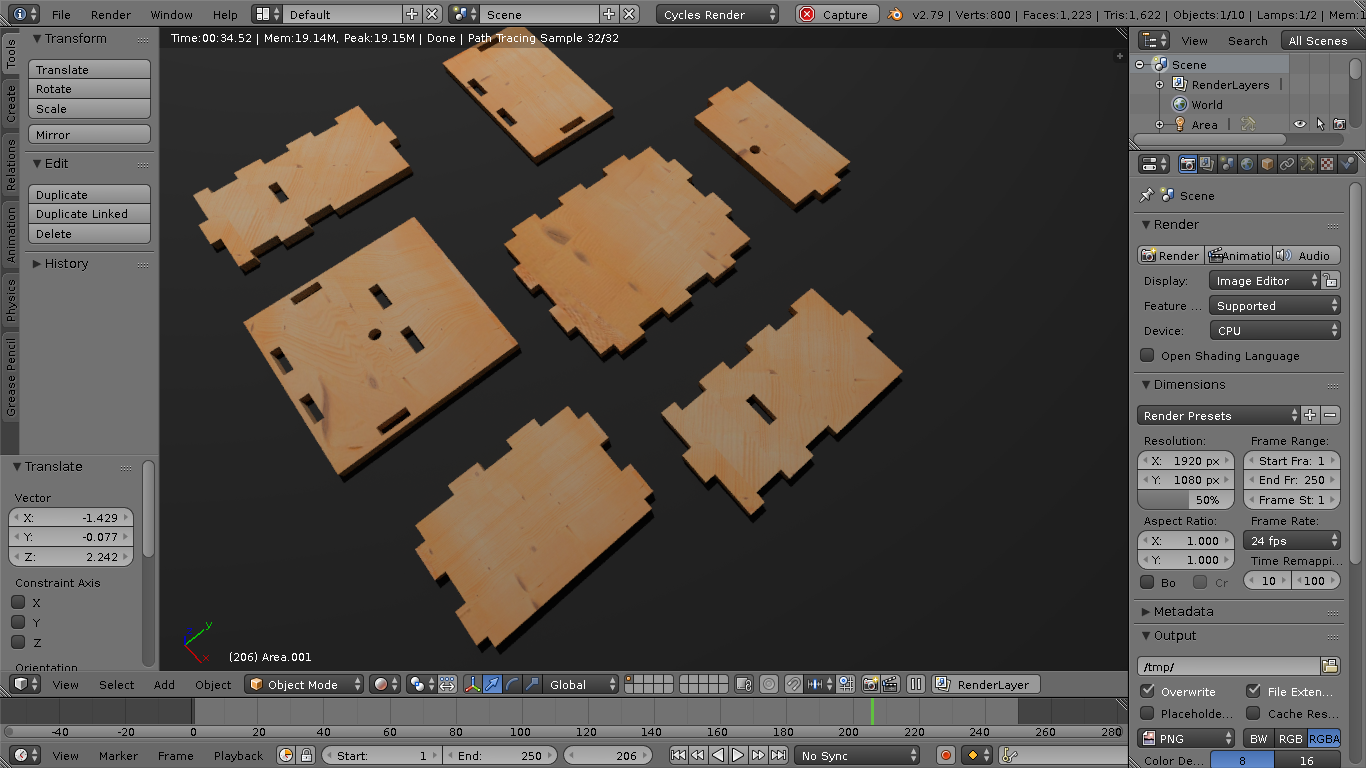 File Render Window Help Default Scene Cycles Render Capture v2.79 | Verts:800 | Faces:1,223 | Tris:1,622 | Objects:1/10 | Lamps:1/2 | Mem:1
Time:00:34.52 | Mem:19.14M, Peak:19.15M | Done | Path Tracing Sample 32/32
Tools
Create
Relations
Animation
Physics
Grease Pencil
Transform
Translate
Rotate
Scale
Mirror
Edit
Duplicate
Duplicate Linked
Delete
History
Translate
Vector
X: -1.429
Y: -0.077
Z: 2.242
Constraint Axis
X
Y
Z
Orientation
y
x
(206) Area.001
View Select Add Object Object Mode Global RenderLayer
-40 -20 0 20 40 60 80 100 120 140 160 180 200 220 240 260 280
View Marker Frame Playback Start: 1 End: 250 206 No Sync
View Search All Scenes
Scene
RenderLayers
World
Area
Scene
Render
Render Animatio Audio
Display: Image Editor
Feature ... Supported
Device: CPU
Open Shading Language
Dimensions
Render Presets
Resolution: Frame Range:
X: 1920 px Start Fra: 1
Y: 1080 px End Fr: 250
50% Frame St: 1
Aspect Ratio: Frame Rate:
X: 1.000 24 fps
Y: 1.000 Time Remappi...
Bo Cr 10 100
Metadata
Output
/tmp/
Overwrite File Exten...
Placeholde... Cache Res...
PNG BW RGB RGBA
Color De... 8 16